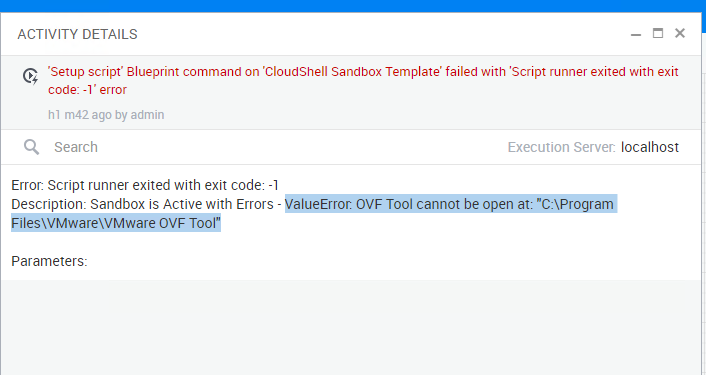 ACTIVITY DETAILS
'Setup script' Blueprint command on 'CloudShell Sandbox Template' failed with 'Script runner exited with exit
code: -1' error
h1 m42 ago by admin
Search
Execution Server: localhost
Error: Script runner exited with exit code: -1
Description: Sandbox is Active with Errors - ValueError: OVF Tool cannot be open at: "C:\Program
Files\VMware\VMware OVF Tool"
Parameters: